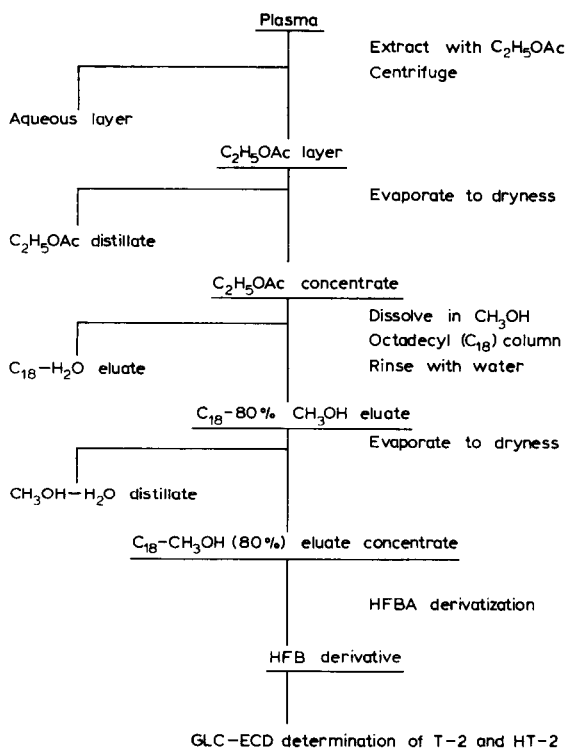 Plasma
Extract with C₂H₅OAc
Centrifuge
Aqueous layer
C₂H₅OAc layer
Evaporate to dryness
C₂H₅OAc distillate
C₂H₅OAc concentrate
Dissolve in CH₃OH
Octadecyl (C₁₈) column
Rinse with water
C₁₈–H₂O eluate
C₁₈–80% CH₃OH eluate
Evaporate to dryness
CH₃OH–H₂O distillate
C₁₈–CH₃OH (80%) eluate concentrate
HFBA derivatization
HFB derivative
GLC–ECD determination of T-2 and HT-2